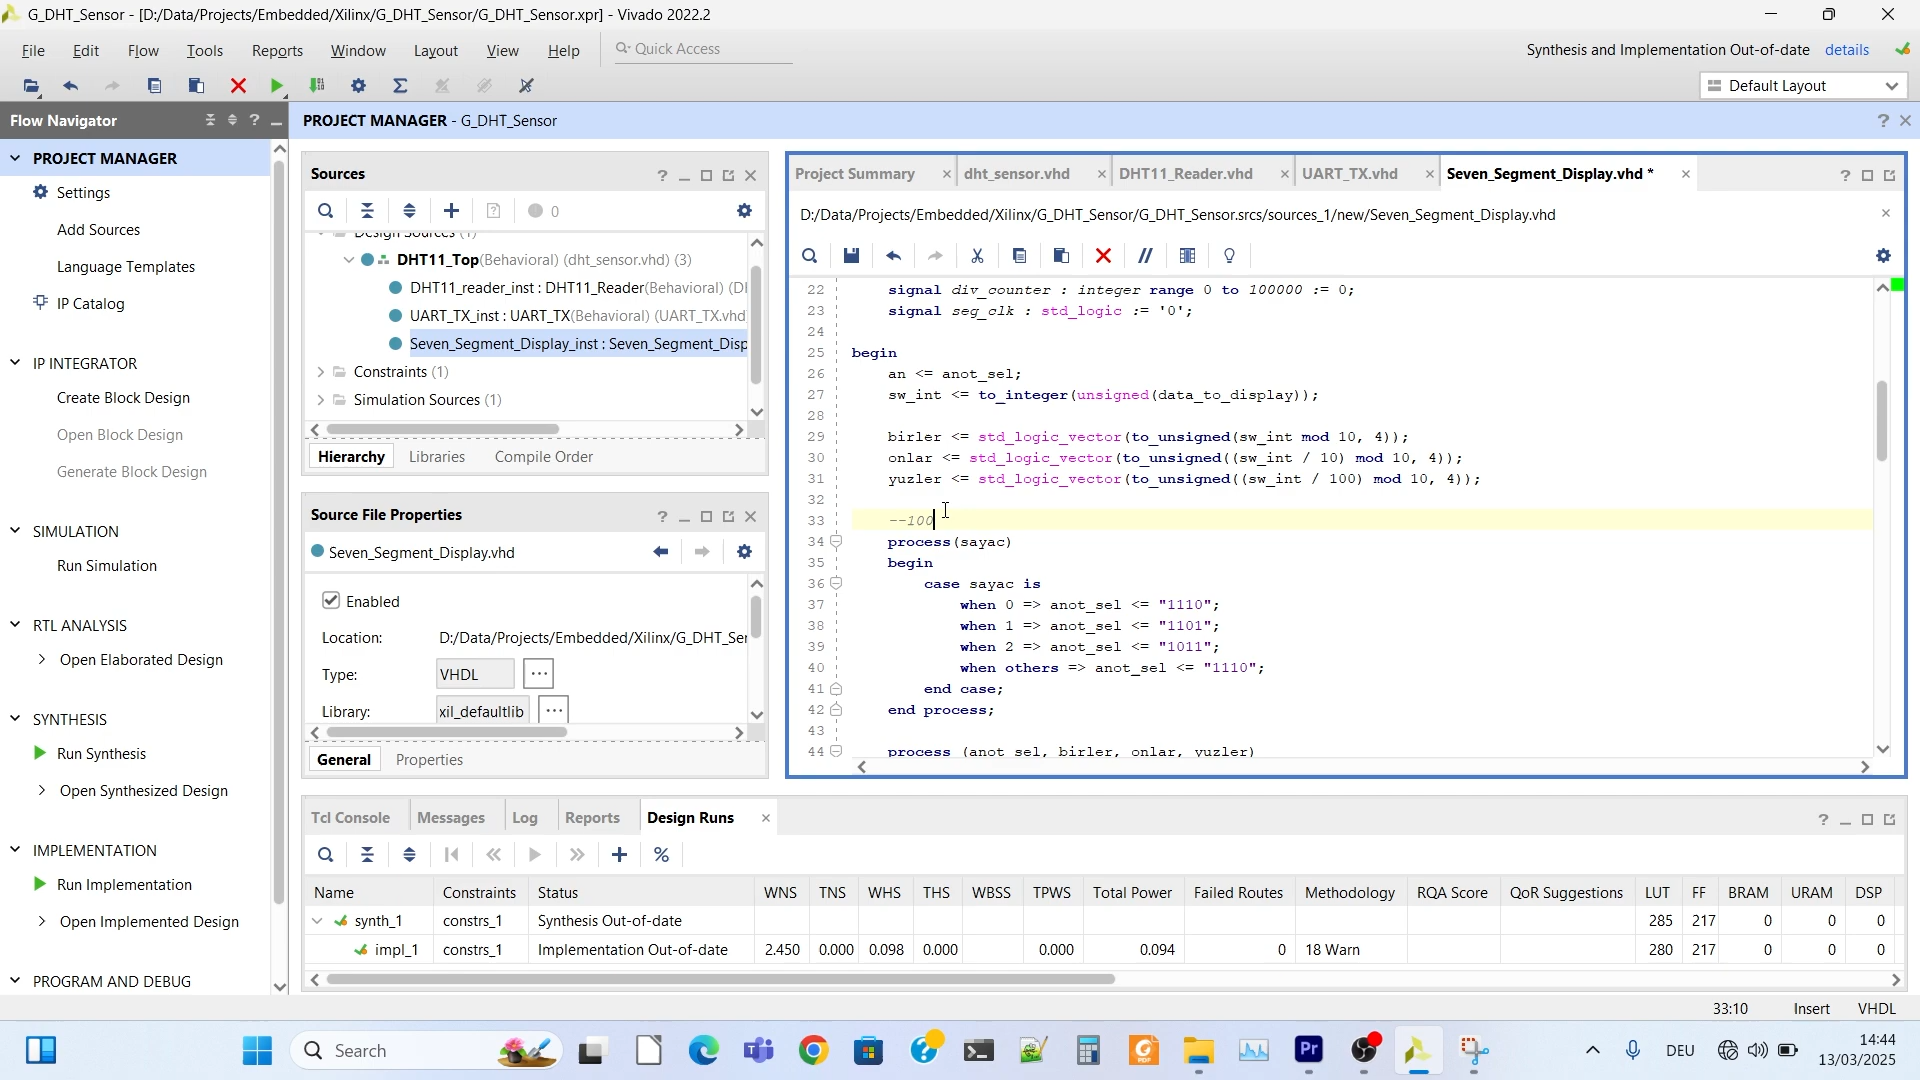 G_DHT_Sensor - [D:/Data/Projects/Embedded/Xilinx/G_DHT_Sensor/G_DHT_Sensor.xpr] - Vivado 2022.2
File Edit Flow Tools Reports Window Layout View Help Quick Access
Synthesis and Implementation Out-of-date details
Default Layout
Flow Navigator
PROJECT MANAGER
Settings
Add Sources
Language Templates
IP Catalog
IP INTEGRATOR
Create Block Design
Open Block Design
Generate Block Design
SIMULATION
Run Simulation
RTL ANALYSIS
Open Elaborated Design
SYNTHESIS
Run Synthesis
Open Synthesized Design
IMPLEMENTATION
Run Implementation
Open Implemented Design
PROGRAM AND DEBUG
PROJECT MANAGER - G_DHT_Sensor
Sources
0
Design Sources (1)
DHT11_Top(Behavioral) (dht_sensor.vhd) (3)
DHT11_reader_inst : DHT11_Reader(Behavioral) (DI
UART_TX_inst : UART_TX(Behavioral) (UART_TX.vhd
Seven_Segment_Display_inst : Seven_Segment_Disp
Constraints (1)
Simulation Sources (1)
Hierarchy Libraries Compile Order
Source File Properties
Seven_Segment_Display.vhd
Enabled
Location: D:/Data/Projects/Embedded/Xilinx/G_DHT_Ser
Type: VHDL
Library: xil_defaultlib
General Properties
Project Summary dht_sensor.vhd DHT11_Reader.vhd UART_TX.vhd Seven_Segment_Display.vhd *
D:/Data/Projects/Embedded/Xilinx/G_DHT_Sensor/G_DHT_Sensor.srcs/sources_1/new/Seven_Segment_Display.vhd
22 signal div_counter : integer range 0 to 100000 := 0;
23 signal seg_clk : std_logic := '0';
24
25 begin
26 an <= anot_sel;
27 sw_int <= to_integer(unsigned(data_to_display));
28
29 birler <= std_logic_vector(to_unsigned(sw_int mod 10, 4));
30 onlar <= std_logic_vector(to_unsigned((sw_int / 10) mod 10, 4));
31 yuzler <= std_logic_vector(to_unsigned((sw_int / 100) mod 10, 4));
32
33 --100
34 process(sayac)
35 begin
36 case sayac is
37 when 0 => anot_sel <= "1110";
38 when 1 => anot_sel <= "1101";
39 when 2 => anot_sel <= "1011";
40 when others => anot_sel <= "1110";
41 end case;
42 end process;
43
44 process (anot_sel, birler, onlar, yuzler)
Tcl Console Messages Log Reports Design Runs
Name Constraints Status WNS TNS WHS THS WBSS TPWS Total Power Failed Routes Methodology RQA Score QoR Suggestions LUT FF BRAM URAM DSP
synth_1 constrs_1 Synthesis Out-of-date 285 217 0 0 0
impl_1 constrs_1 Implementation Out-of-date 2.450 0.000 0.098 0.000 0.000 0.094 0 18 Warn 280 217 0 0 0
33:10 Insert VHDL
Search
DEU
14:44
13/03/2025